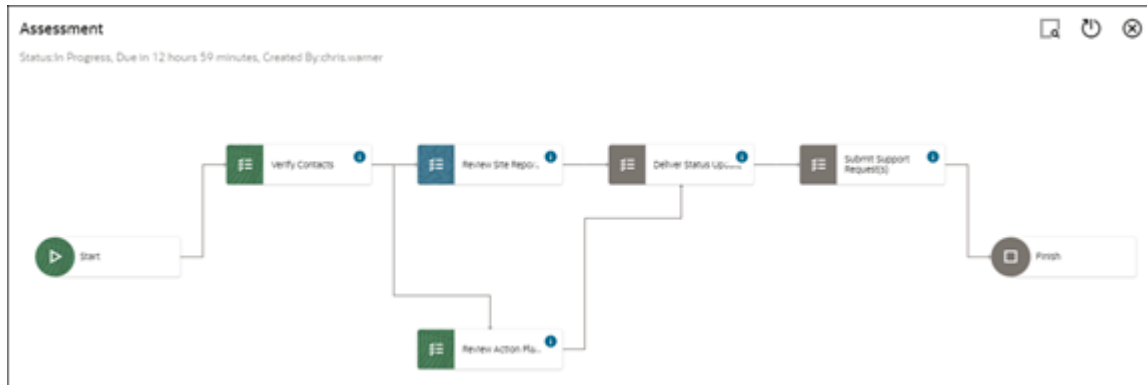 Assessment
Status:In Progress, Due in 12 hours 59 minutes, Created By:chris.warner
Verify Contacts
Review Site Repor...
Deliver Status Updat...
Submit Support
Request(s)
Start
Finish
Review Action Pla...